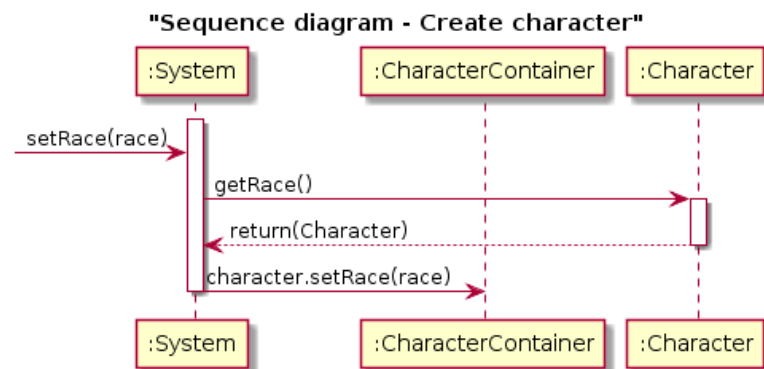 "Sequence diagram - Create character"
:System :CharacterContainer :Character
setRace(race)
getRace()
return(Character)
character.setRace(race)
:System :CharacterContainer :Character